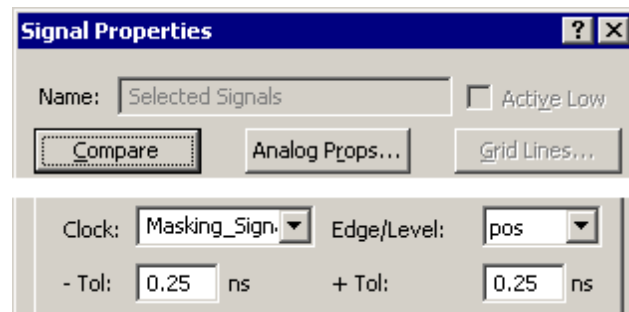 Signal Properties
Name: Selected Signals Active Low
Compare Analog Props... Grid Lines...
Clock: Masking_Sign Edge/Level: pos
- Tol: 0.25 ns + Tol: 0.25 ns